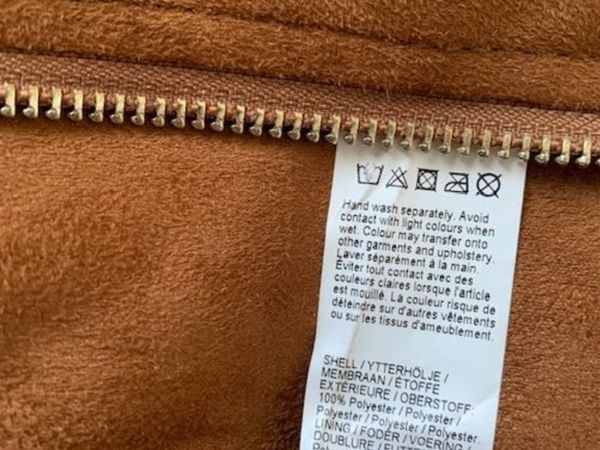 Hand wash separately. Avoid
contact with light colours when
wet. Colour may transfer onto
other garments and upholstery.
Laver séparément à la main.
Éviter tout contact avec des
couleurs claires lorsque l'article
est mouillé. La couleur risque de
déteindre sur d'autres vêtements
ou sur les tissus d'ameublement.
SHELL / YTTERHÖLJE /
MEMBRAAN / ÉTOFFE
EXTÉRIEURE / OBERSTOFF:
100% Polyester / Polyester /
Polyester / Polyester / Polyester.
LINING / FODER / VOERING /
DOUBLURE / FUTTER